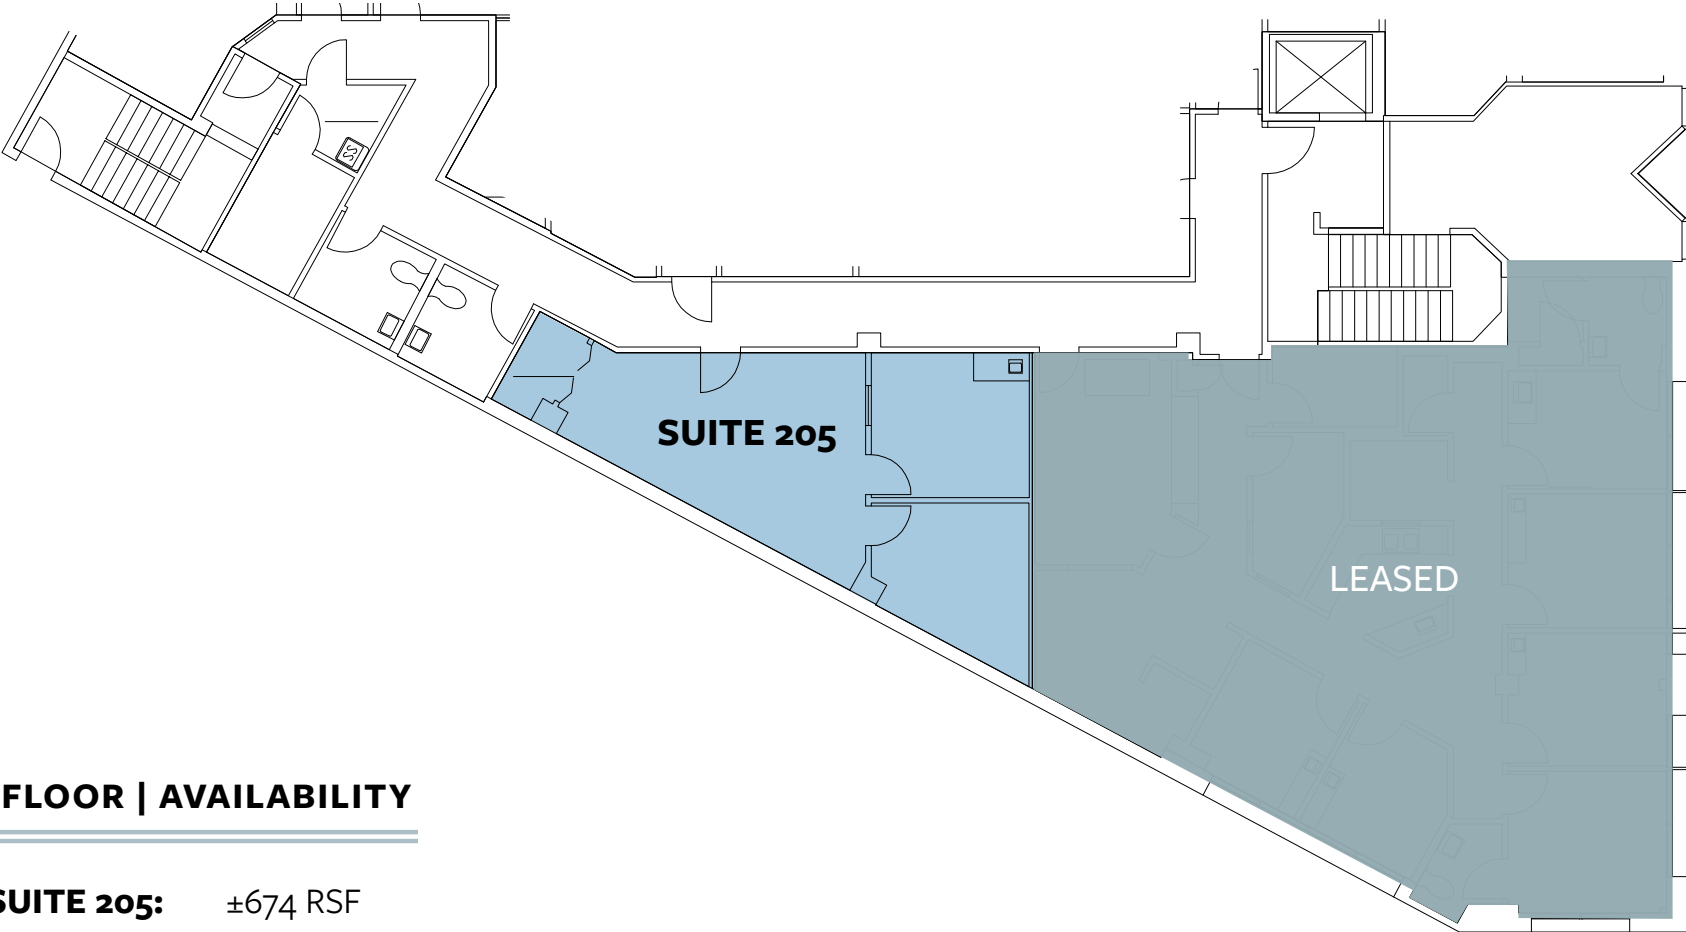 SS
SUITE 205
LEASED
FLOOR | AVAILABILITY
SUITE 205: ±674 RSF